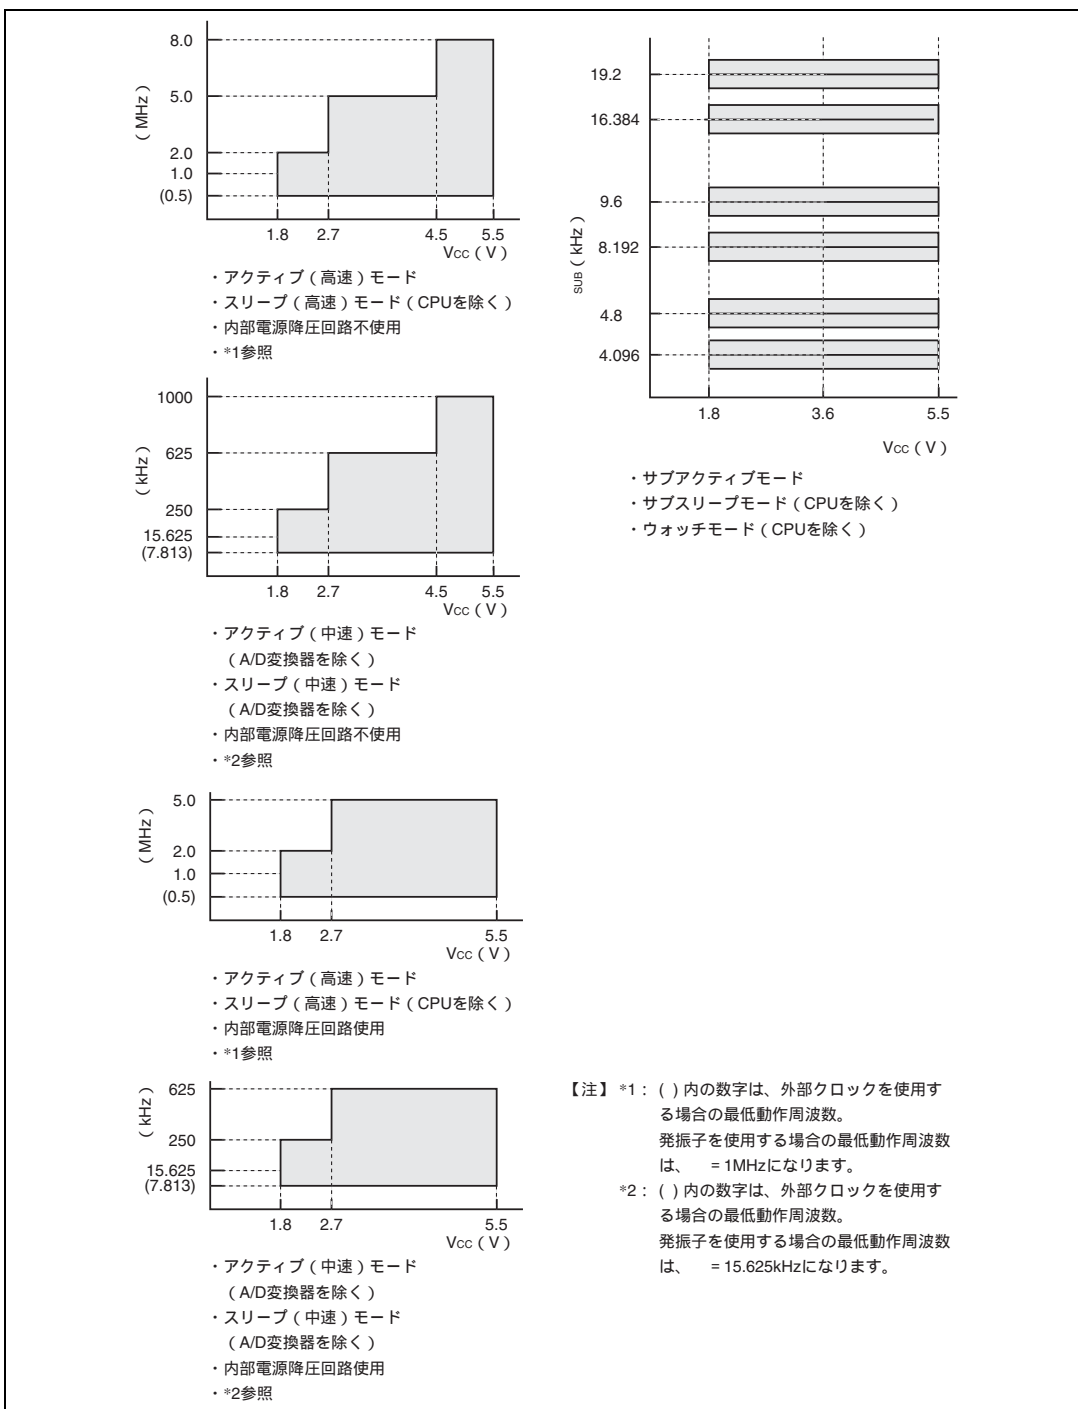 8.0
5.0
2.0
1.0
(0.5)
( MHz )
1.8 2.7 4.5 5.5
Vcc ( V )
・アクティブ ( 高速 ) モード
・スリープ ( 高速 ) モード ( CPUを除く )
・内部電源降圧回路不使用
・*1参照
1000
625
250
15.625
(7.813)
( kHz )
1.8 2.7 4.5 5.5
Vcc ( V )
・アクティブ ( 中速 ) モード
( A/D変換器を除く )
・スリープ ( 中速 ) モード
( A/D変換器を除く )
・内部電源降圧回路不使用
・*2参照
5.0
2.0
1.0
(0.5)
( MHz )
1.8 2.7 5.5
Vcc ( V )
・アクティブ ( 高速 ) モード
・スリープ ( 高速 ) モード ( CPUを除く )
・内部電源降圧回路使用
・*1参照
625
250
15.625
(7.813)
( kHz )
1.8 2.7 5.5
Vcc ( V )
・アクティブ ( 中速 ) モード
( A/D変換器を除く )
・スリープ ( 中速 ) モード
( A/D変換器を除く )
・内部電源降圧回路使用
・*2参照
19.2
16.384
9.6
8.192
4.8
4.096
SUB ( kHz )
1.8 3.6 5.5
Vcc ( V )
・サブアクティブモード
・サブスリープモード ( CPUを除く )
・ウォッチモード ( CPUを除く )
【注】 *1 : ( ) 内の数字は、外部クロックを使用す
る場合の最低動作周波数。
発振子を使用する場合の最低動作周波数
は、 = 1MHzになります。
*2 : ( ) 内の数字は、外部クロックを使用す
る場合の最低動作周波数。
発振子を使用する場合の最低動作周波数
は、 = 15.625kHzになります。